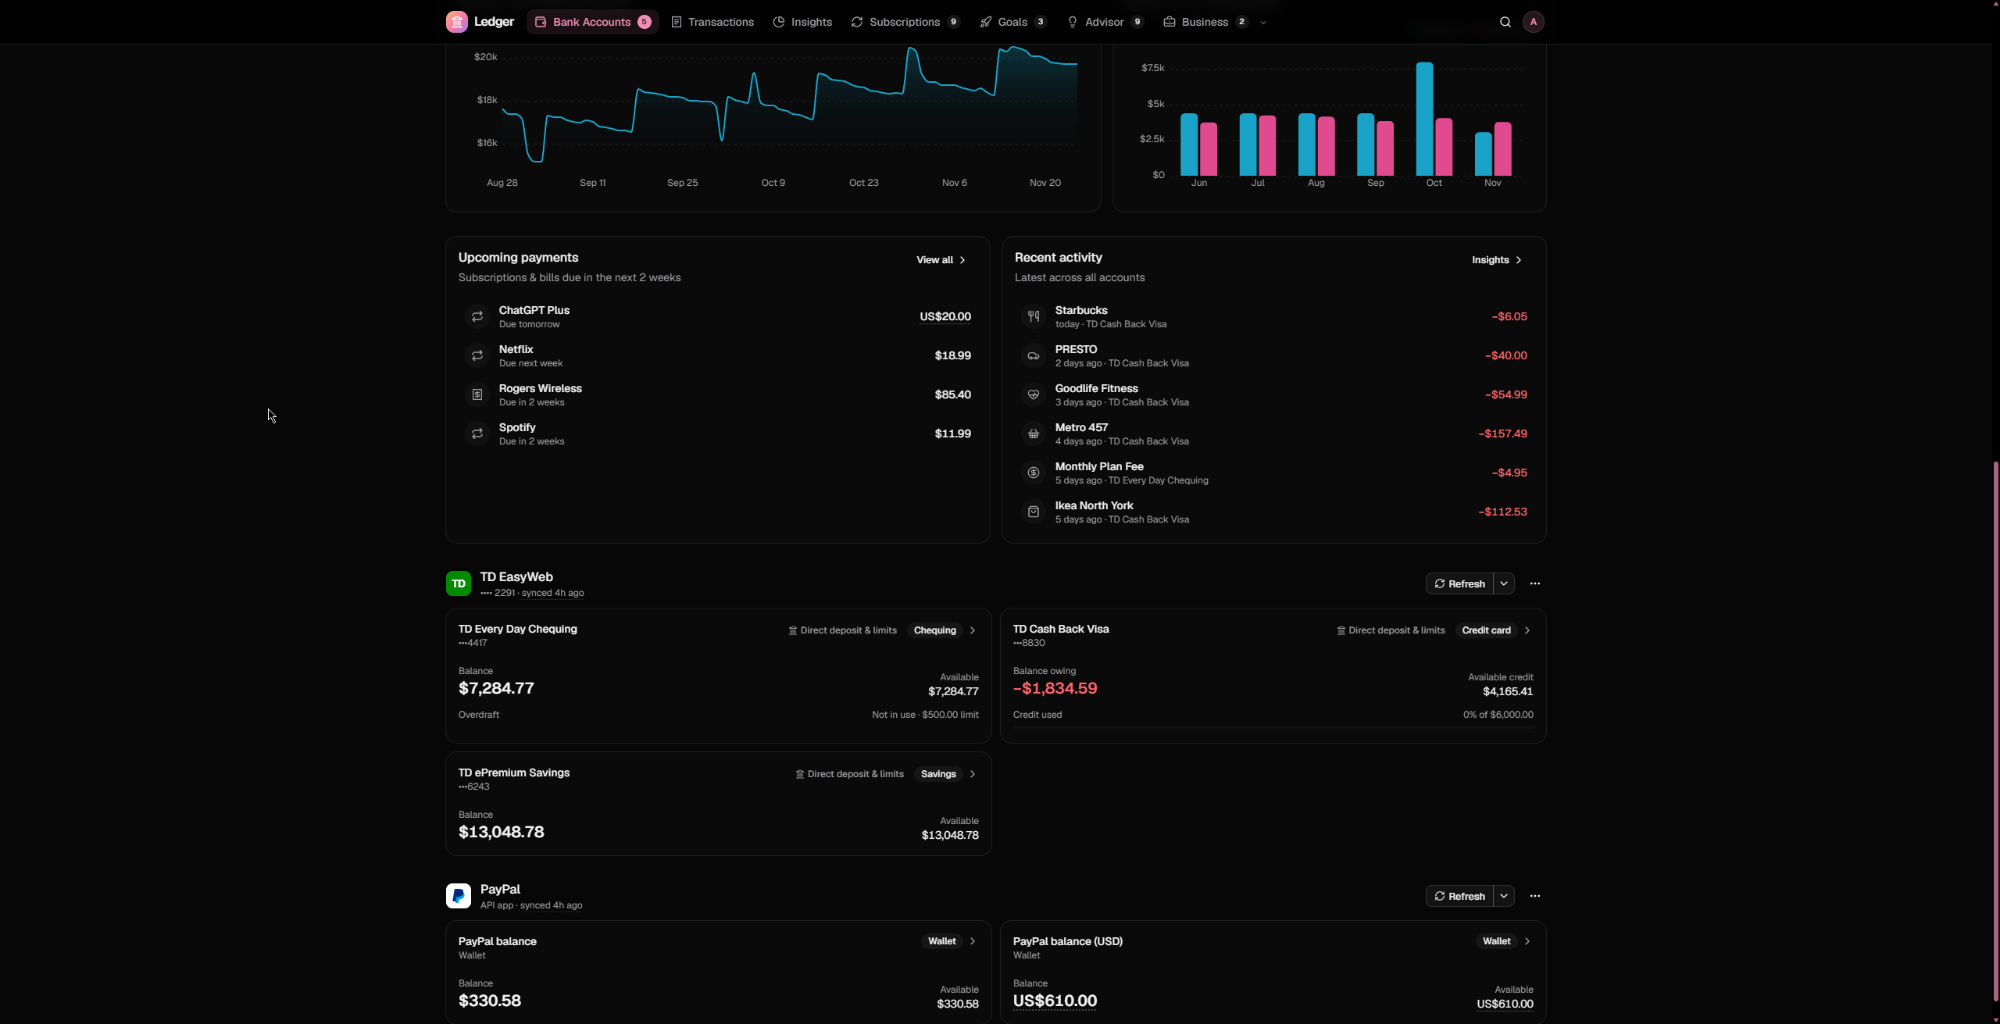 Ledger
Bank Accounts 5
Transactions
Insights
Subscriptions 9
Goals 3
Advisor 9
Business 2
A
$20k
$18k
$16k
Aug 28 Sep 11 Sep 25 Oct 9 Oct 23 Nov 6 Nov 20
$7.5k
$5k
$2.5k
$0
Jun Jul Aug Sep Oct Nov
Upcoming payments
View all
Subscriptions & bills due in the next 2 weeks
ChatGPT Plus
Due tomorrow
US$20.00
Netflix
Due next week
$18.99
Rogers Wireless
Due in 2 weeks
$85.40
Spotify
Due in 2 weeks
$11.99
Recent activity
Insights
Latest across all accounts
Starbucks
today · TD Cash Back Visa
−$6.05
PRESTO
2 days ago · TD Cash Back Visa
−$40.00
Goodlife Fitness
3 days ago · TD Cash Back Visa
−$54.99
Metro 457
4 days ago · TD Cash Back Visa
−$157.49
Monthly Plan Fee
5 days ago · TD Every Day Chequing
−$4.95
Ikea North York
5 days ago · TD Cash Back Visa
−$112.53
TD
TD EasyWeb
•••• 2291 · synced 4h ago
Refresh
TD Every Day Chequing
•••4417
Direct deposit & limits
Chequing
Balance
$7,284.77
Available
$7,284.77
Overdraft
Not in use · $500.00 limit
TD Cash Back Visa
•••8830
Direct deposit & limits
Credit card
Balance owing
−$1,834.59
Available credit
$4,165.41
Credit used
0% of $6,000.00
TD ePremium Savings
•••6243
Direct deposit & limits
Savings
Balance
$13,048.78
Available
$13,048.78
PayPal
API app · synced 4h ago
Refresh
PayPal balance
Wallet
Wallet
Balance
$330.58
Available
$330.58
PayPal balance (USD)
Wallet
Wallet
Balance
US$610.00
Available
US$610.00